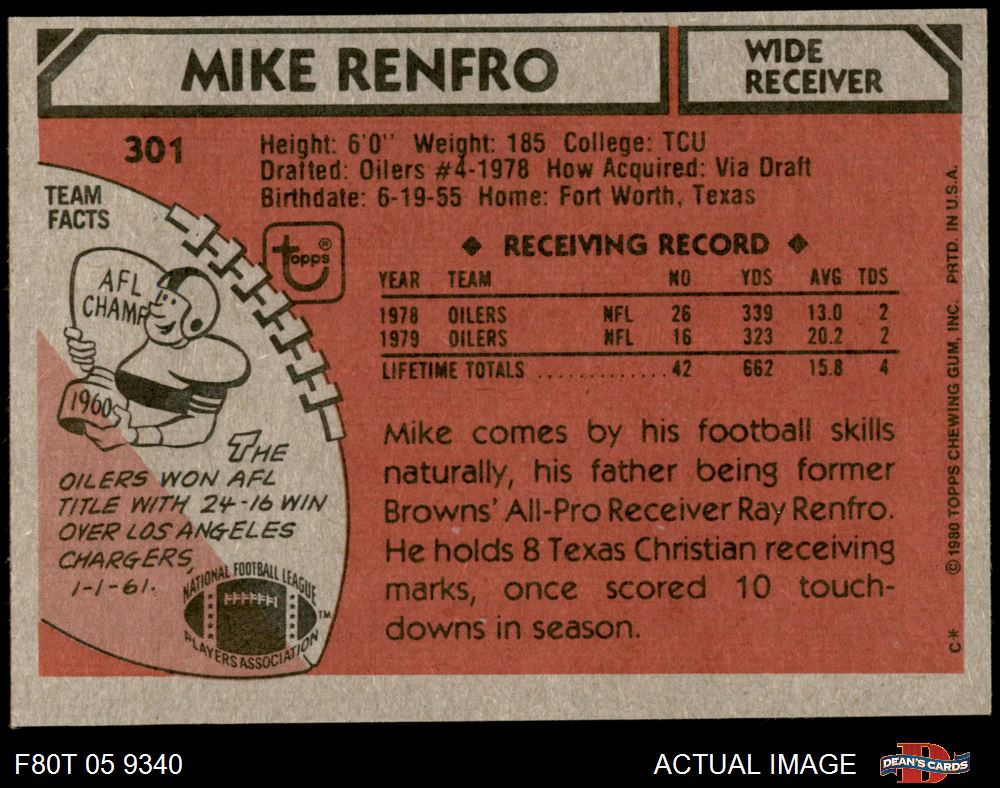 MIKE RENFRO
WIDE
RECEIVER
301
Height: 6'0" Weight: 185 College: TCU
Drafted: Oilers #4-1978 How Acquired: Via Draft
Birthdate: 6-19-55 Home: Fort Worth, Texas
TEAM
FACTS
AFL
CHAMP
1960
THE
OILERS WON AFL
TITLE WITH 24-16 WIN
OVER LOS ANGELES
CHARGERS,
1-1-61.
NATIONAL FOOTBALL LEAGUE
PLAYERS ASSOCIATION
TM
topps®
◆ RECEIVING RECORD ◆
YEAR TEAM NO YDS AVG TDS
1978 OILERS NFL 26 339 13.0 2
1979 OILERS NFL 16 323 20.2 2
LIFETIME TOTALS ............. 42 662 15.8 4
Mike comes by his football skills
naturally, his father being former
Browns' All-Pro Receiver Ray Renfro.
He holds 8 Texas Christian receiving
marks, once scored 10 touch-
downs in season.
C* ©1980 TOPPS CHEWING GUM, INC. PRTD. IN U.S.A.
F80T 05 9340
ACTUAL IMAGE
DEAN'S CARDS